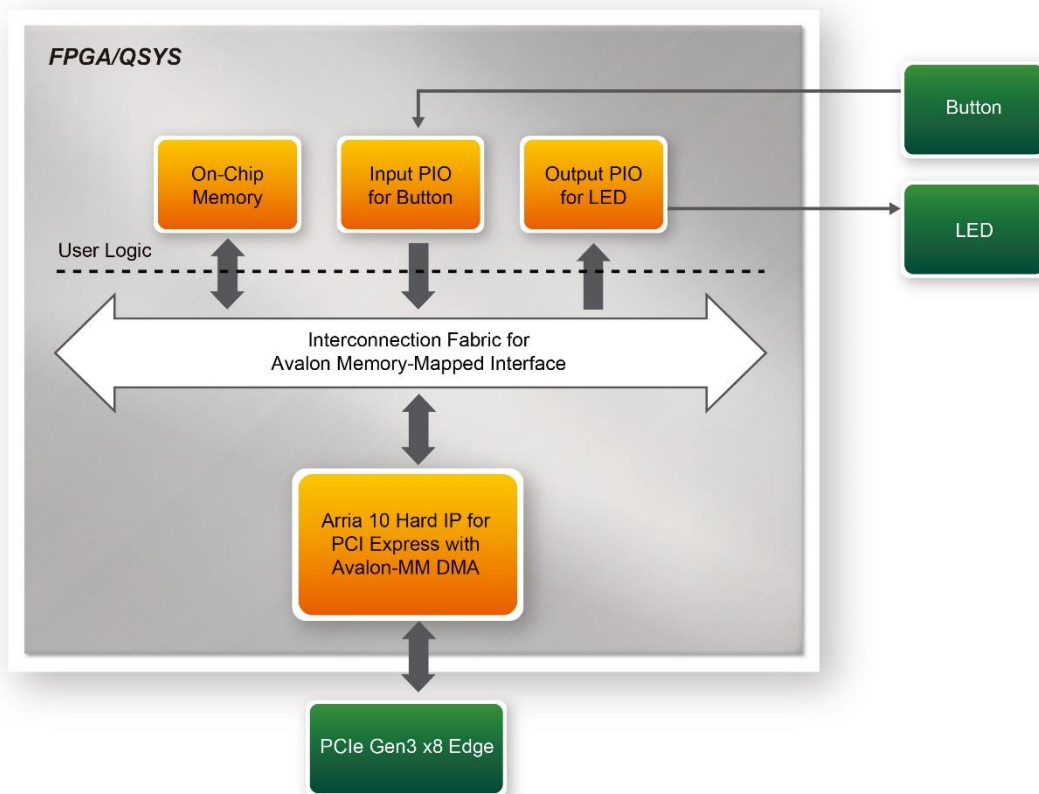 FPGA/QSYS
Button
On-Chip
Memory
Input PIO
for Button
Output PIO
for LED
LED
User Logic
Interconnection Fabric for
Avalon Memory-Mapped Interface
Arria 10 Hard IP for
PCI Express with
Avalon-MM DMA
PCIe Gen3 x8 Edge